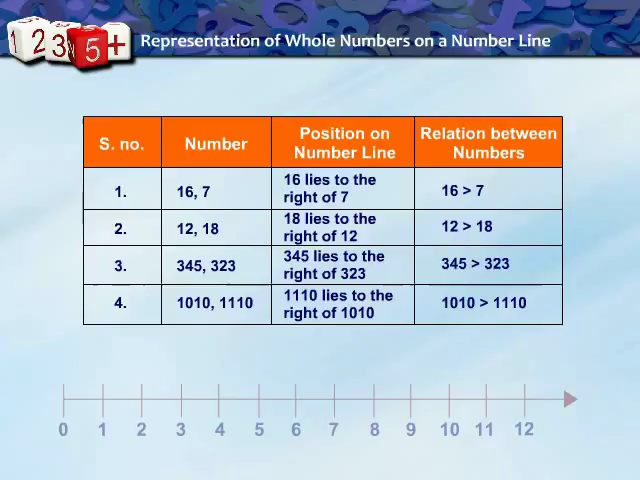 1 2 3 5 +
Representation of Whole Numbers on a Number Line
S. no. Number Position on Number Line Relation between Numbers
1. 16, 7 16 lies to the right of 7 16 > 7
2. 12, 18 18 lies to the right of 12 12 > 18
3. 345, 323 345 lies to the right of 323 345 > 323
4. 1010, 1110 1110 lies to the right of 1010 1010 > 1110
0 1 2 3 4 5 6 7 8 9 10 11 12